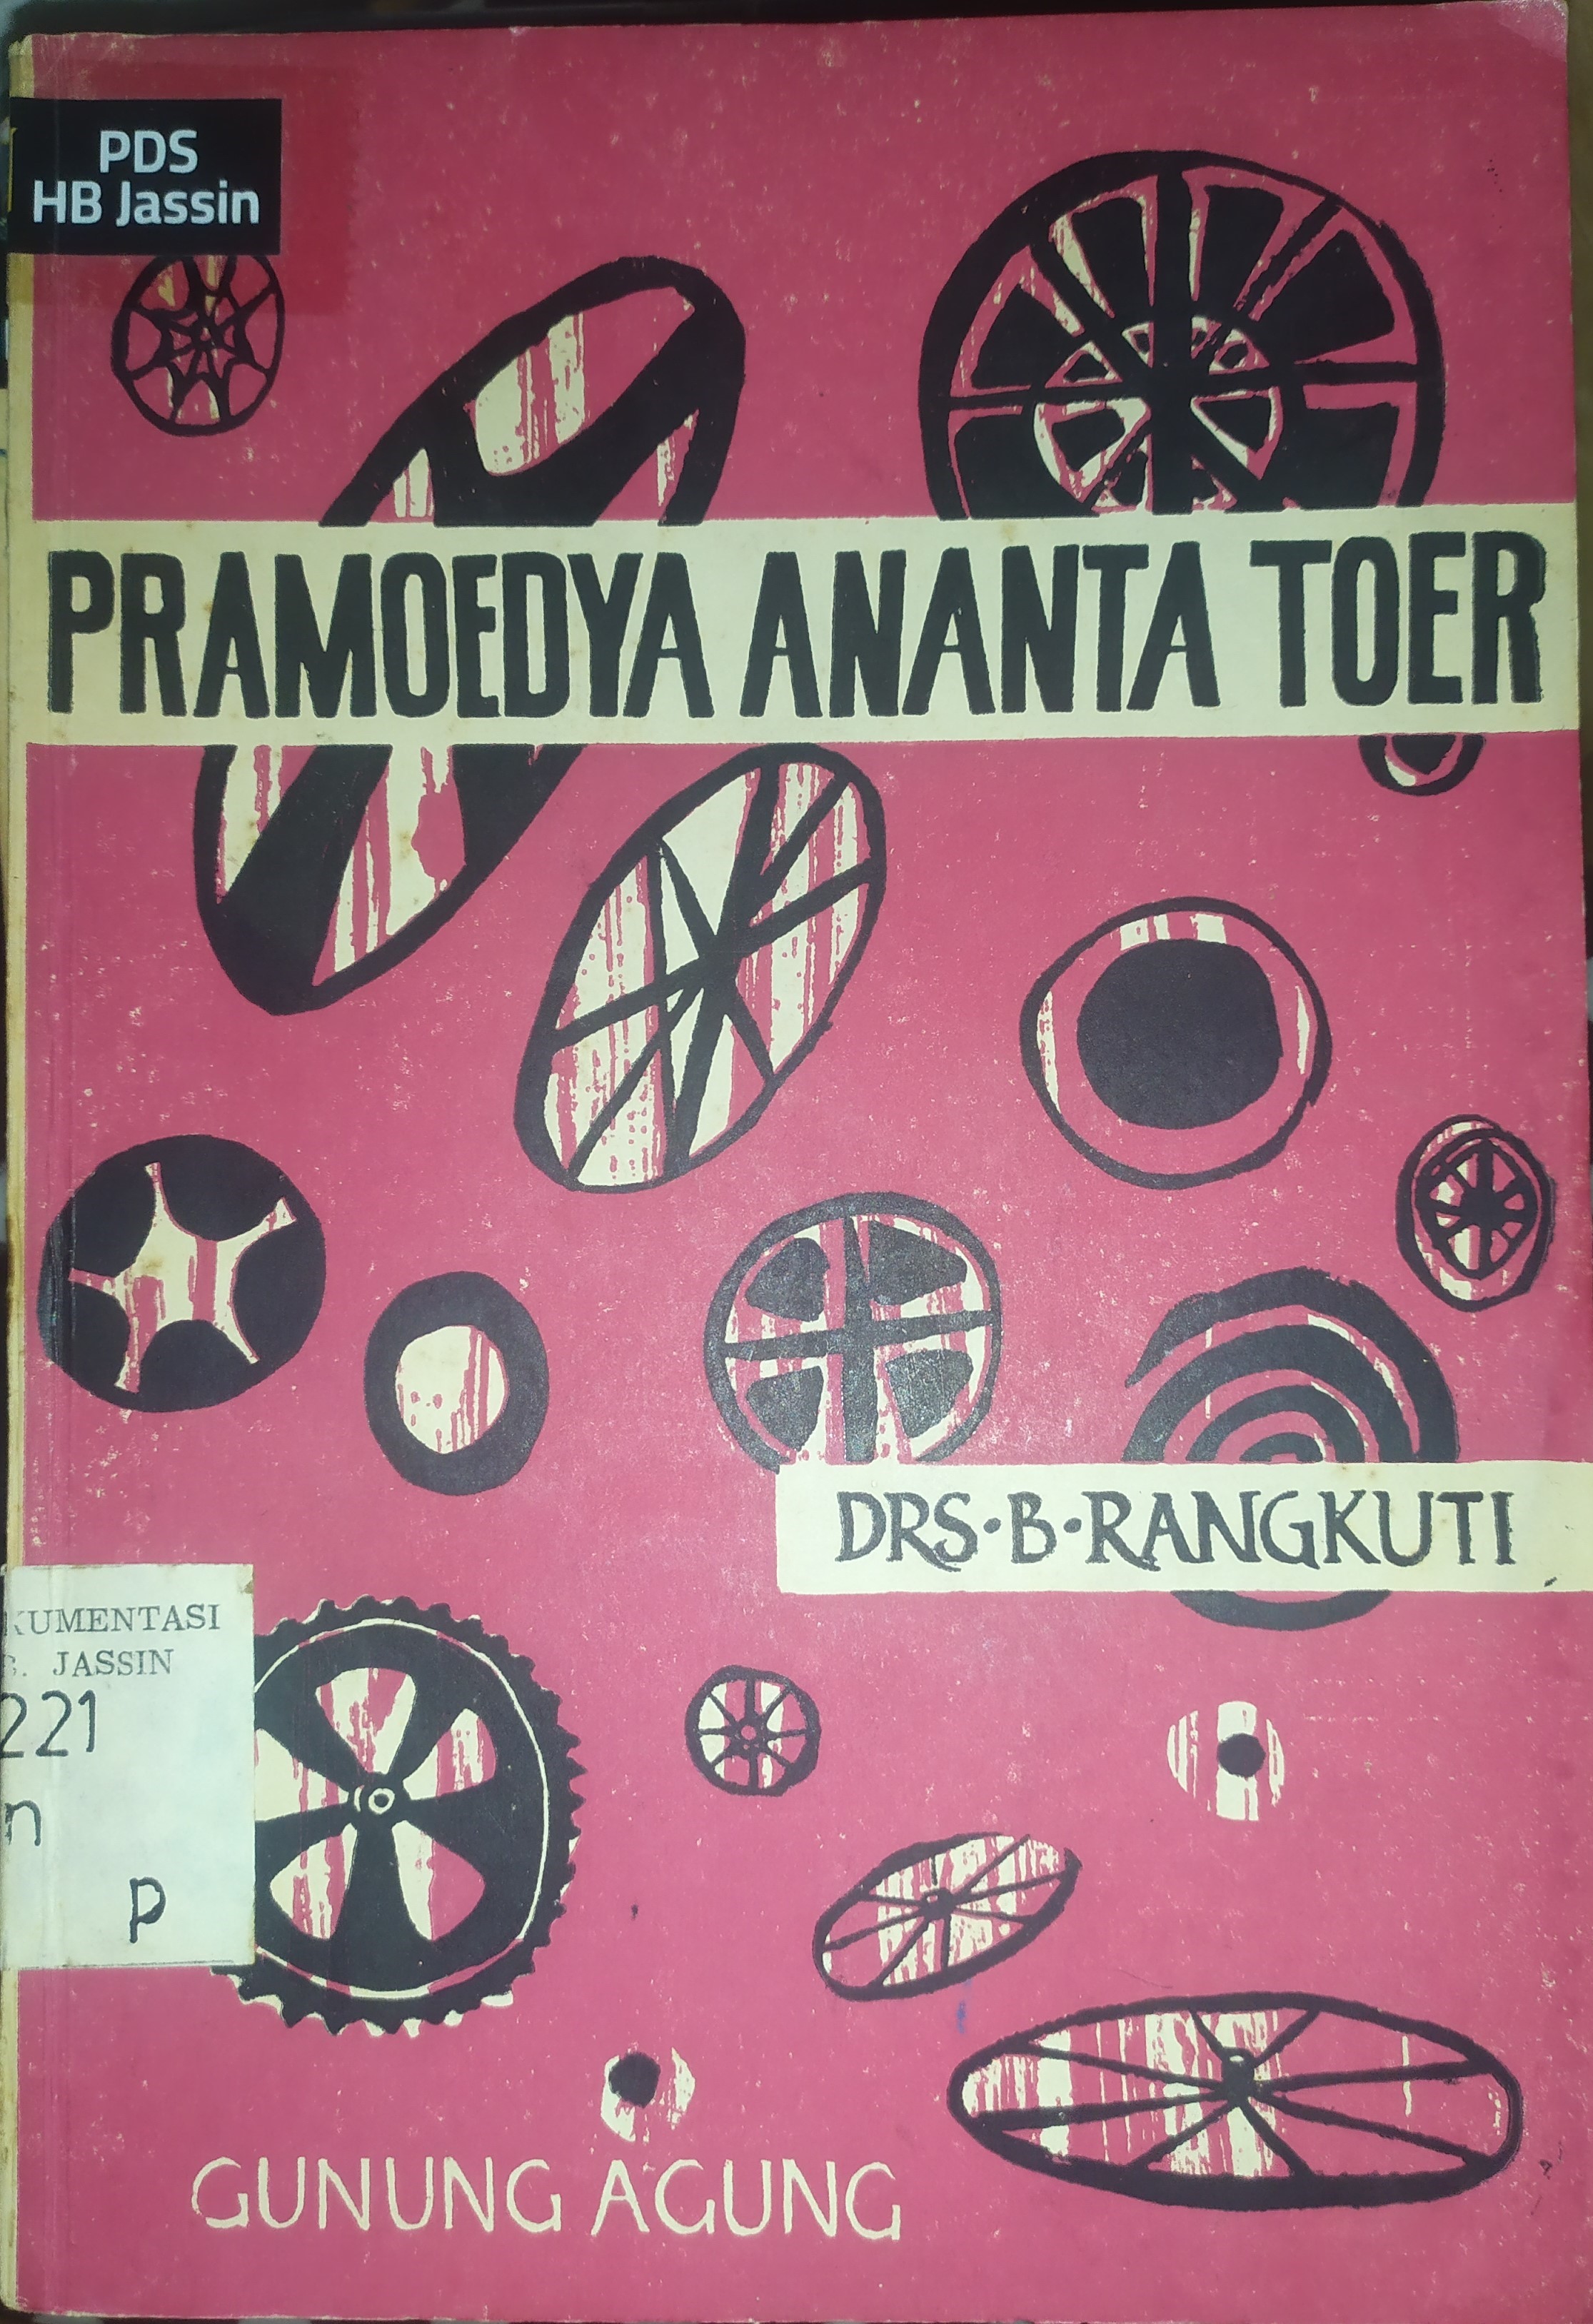 PDS
HB Jassin
PRAMOEDYA ANANTA TOER
DRS·B·RANGKUTI
KUMENTASI
B. JASSIN
221
n
p
GUNUNG AGUNG